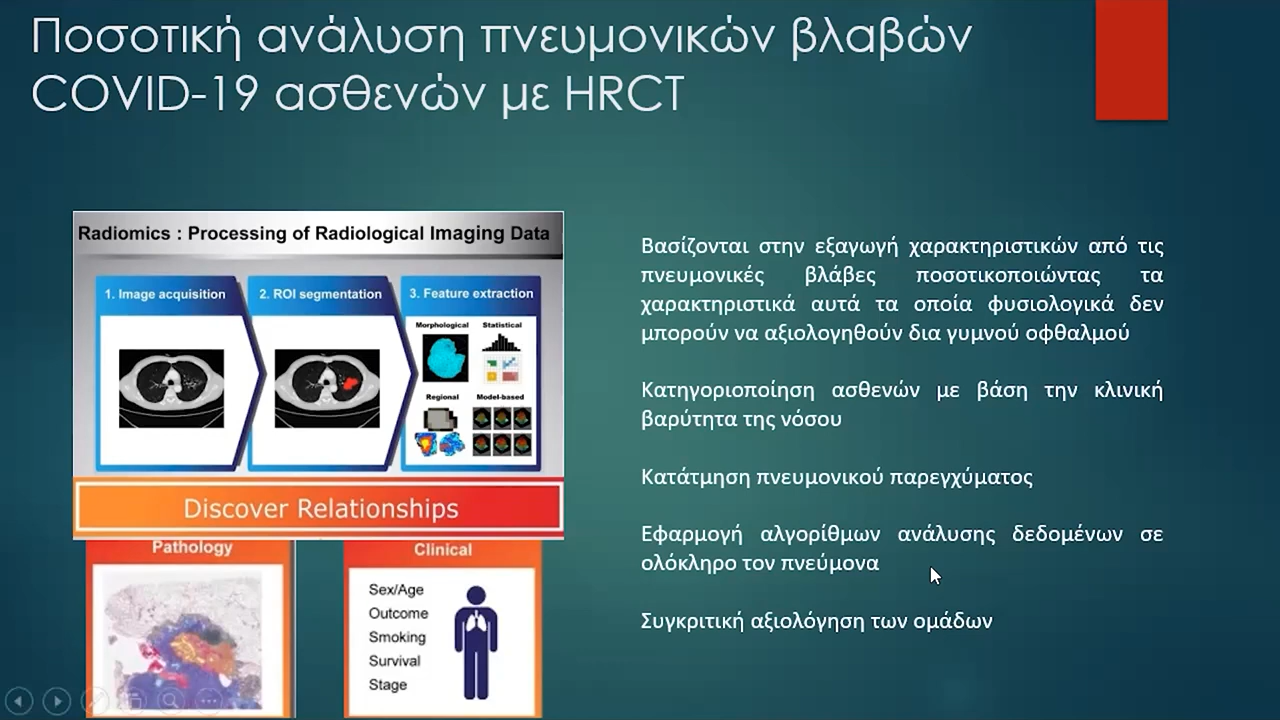 Ποσοτική ανάλυση πνευμονικών βλαβών
COVID-19 ασθενών με HRCT
Radiomics : Processing of Radiological Imaging Data
1. Image acquisition
2. ROI segmentation
3. Feature extraction
Morphological
Statistical
Regional
Model-based
Discover Relationships
Pathology
Clinical
Sex/Age
Outcome
Smoking
Survival
Stage
Βασίζονται στην εξαγωγή χαρακτηριστικών από τις
πνευμονικές βλάβες ποσοτικοποιώντας τα
χαρακτηριστικά αυτά τα οποία φυσιολογικά δεν
μπορούν να αξιολογηθούν δια γυμνού οφθαλμού
Κατηγοριοποίηση ασθενών με βάση την κλινική
βαρύτητα της νόσου
Κατάτμηση πνευμονικού παρεγχύματος
Εφαρμογή αλγορίθμων ανάλυσης δεδομένων σε
ολόκληρο τον πνεύμονα
Συγκριτική αξιολόγηση των ομάδων